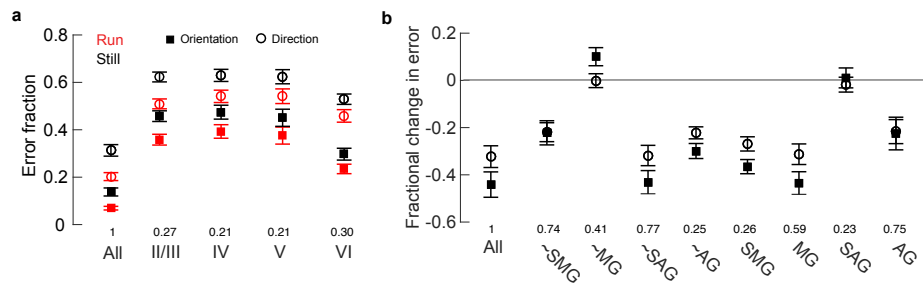 a
Run
Still
Orientation
Direction
Error fraction
0.8
0.6
0.4
0.2
0
1
0.27
0.21
0.21
0.30
All
II/III
IV
V
VI
b
Fractional change in error
0.2
0
-0.2
-0.4
-0.6
1
0.74
0.41
0.77
0.25
0.26
0.59
0.23
0.75
All
~SMG
~MG
~SAG
~AG
SMG
MG
SAG
AG